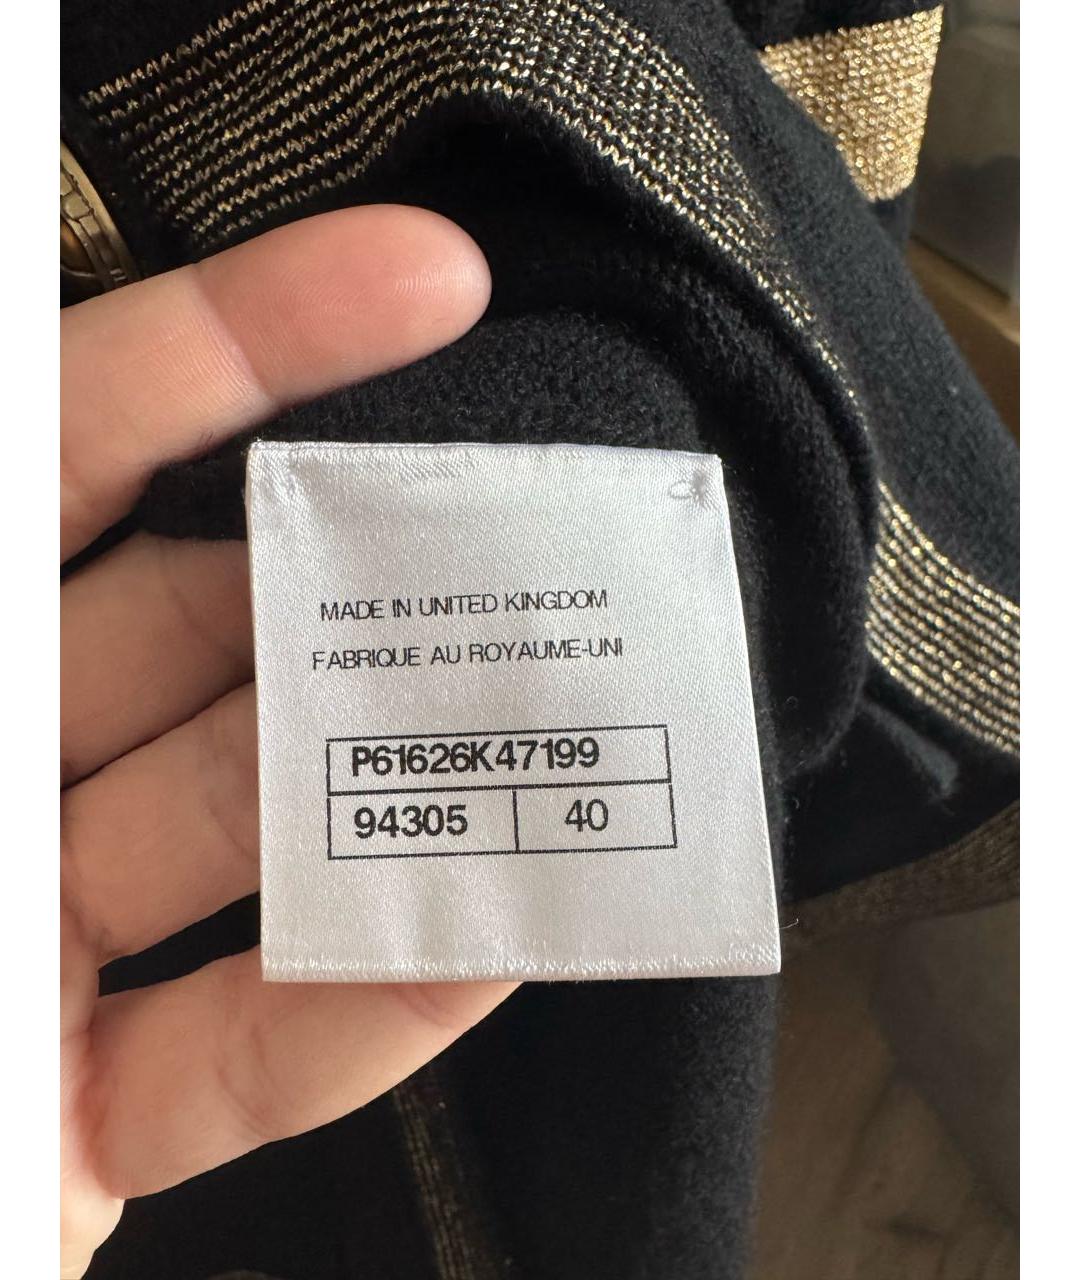 MADE IN UNITED KINGDOM
FABRIQUE AU ROYAUME-UNI
P61626K47199
94305 40